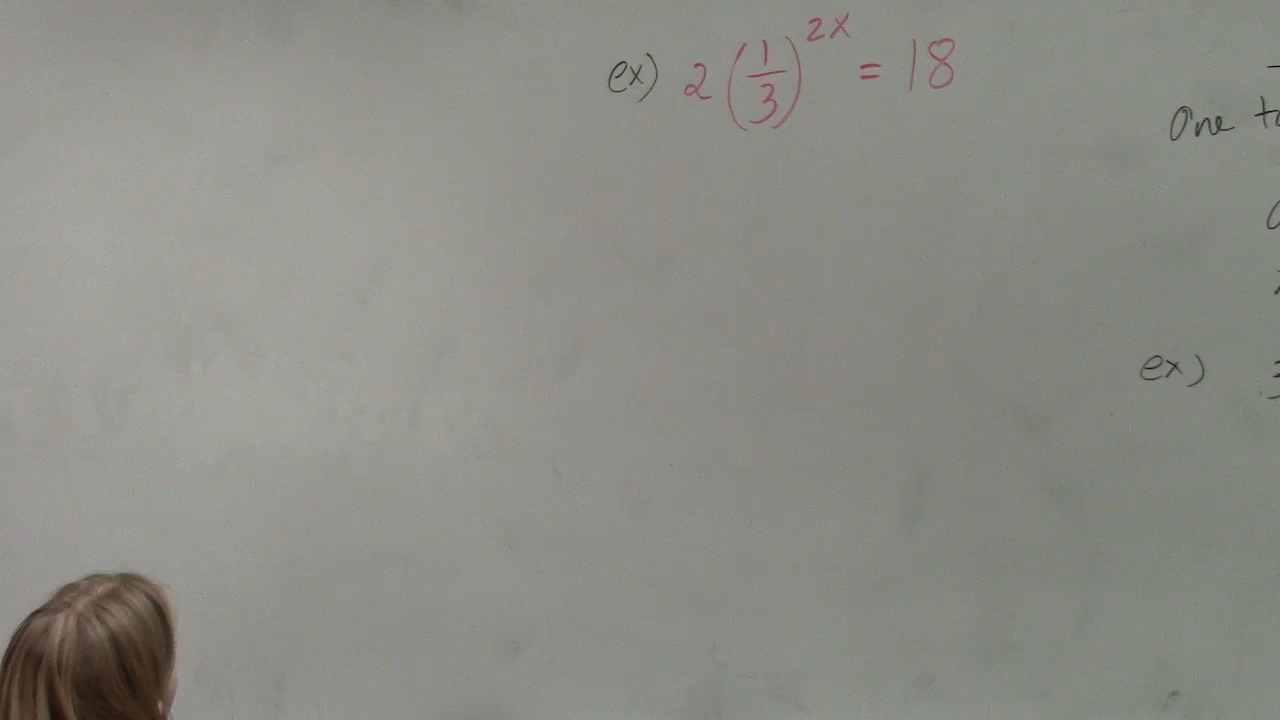 ex) 2(1/3)^{2x} = 18
One
ex)